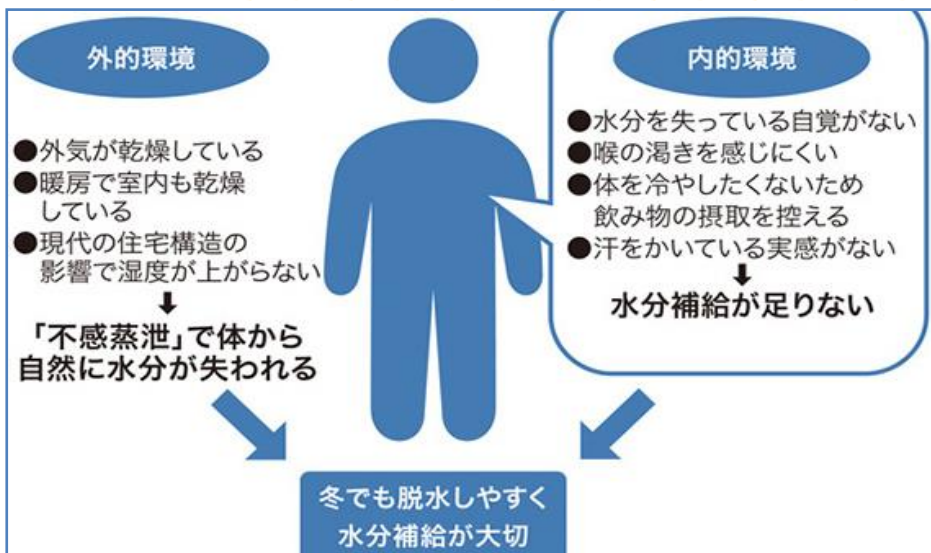 外的環境
●外気が乾燥している
●暖房で室内も乾燥
している
●現代の住宅構造の
影響で湿度が上がらない
「不感蒸泄」で体から
自然に水分が失われる
内的環境
●水分を失っている自覚がない
●喉の渇きを感じにくい
●体を冷やしたくないため
飲み物の摂取を控える
●汗をかいている実感がない
水分補給が足りない
冬でも脱水しやすく
水分補給が大切